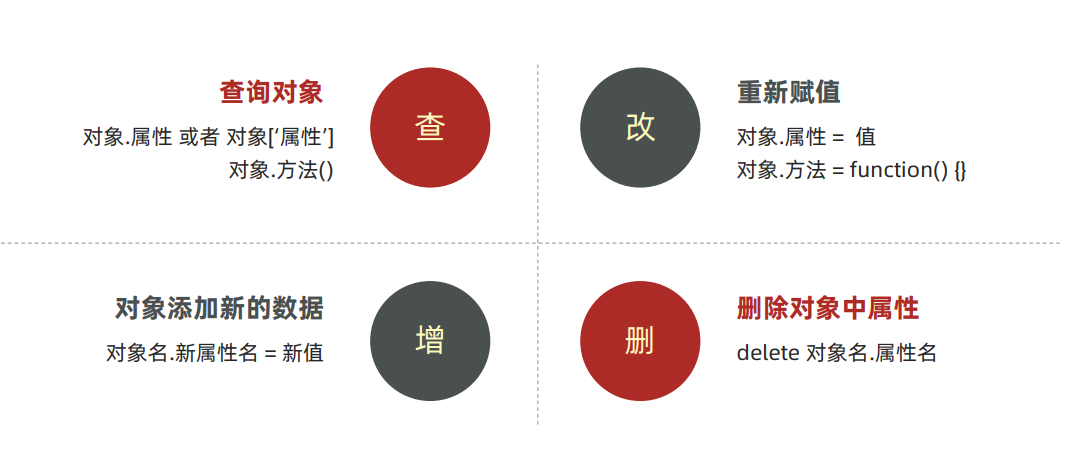 查询对象
对象.属性 或者 对象[‘属性’]
对象.方法()
查
改
重新赋值
对象.属性 = 值
对象.方法 = function() {}
对象添加新的数据
对象名.新属性名 = 新值
增
删
删除对象中属性
delete 对象名.属性名